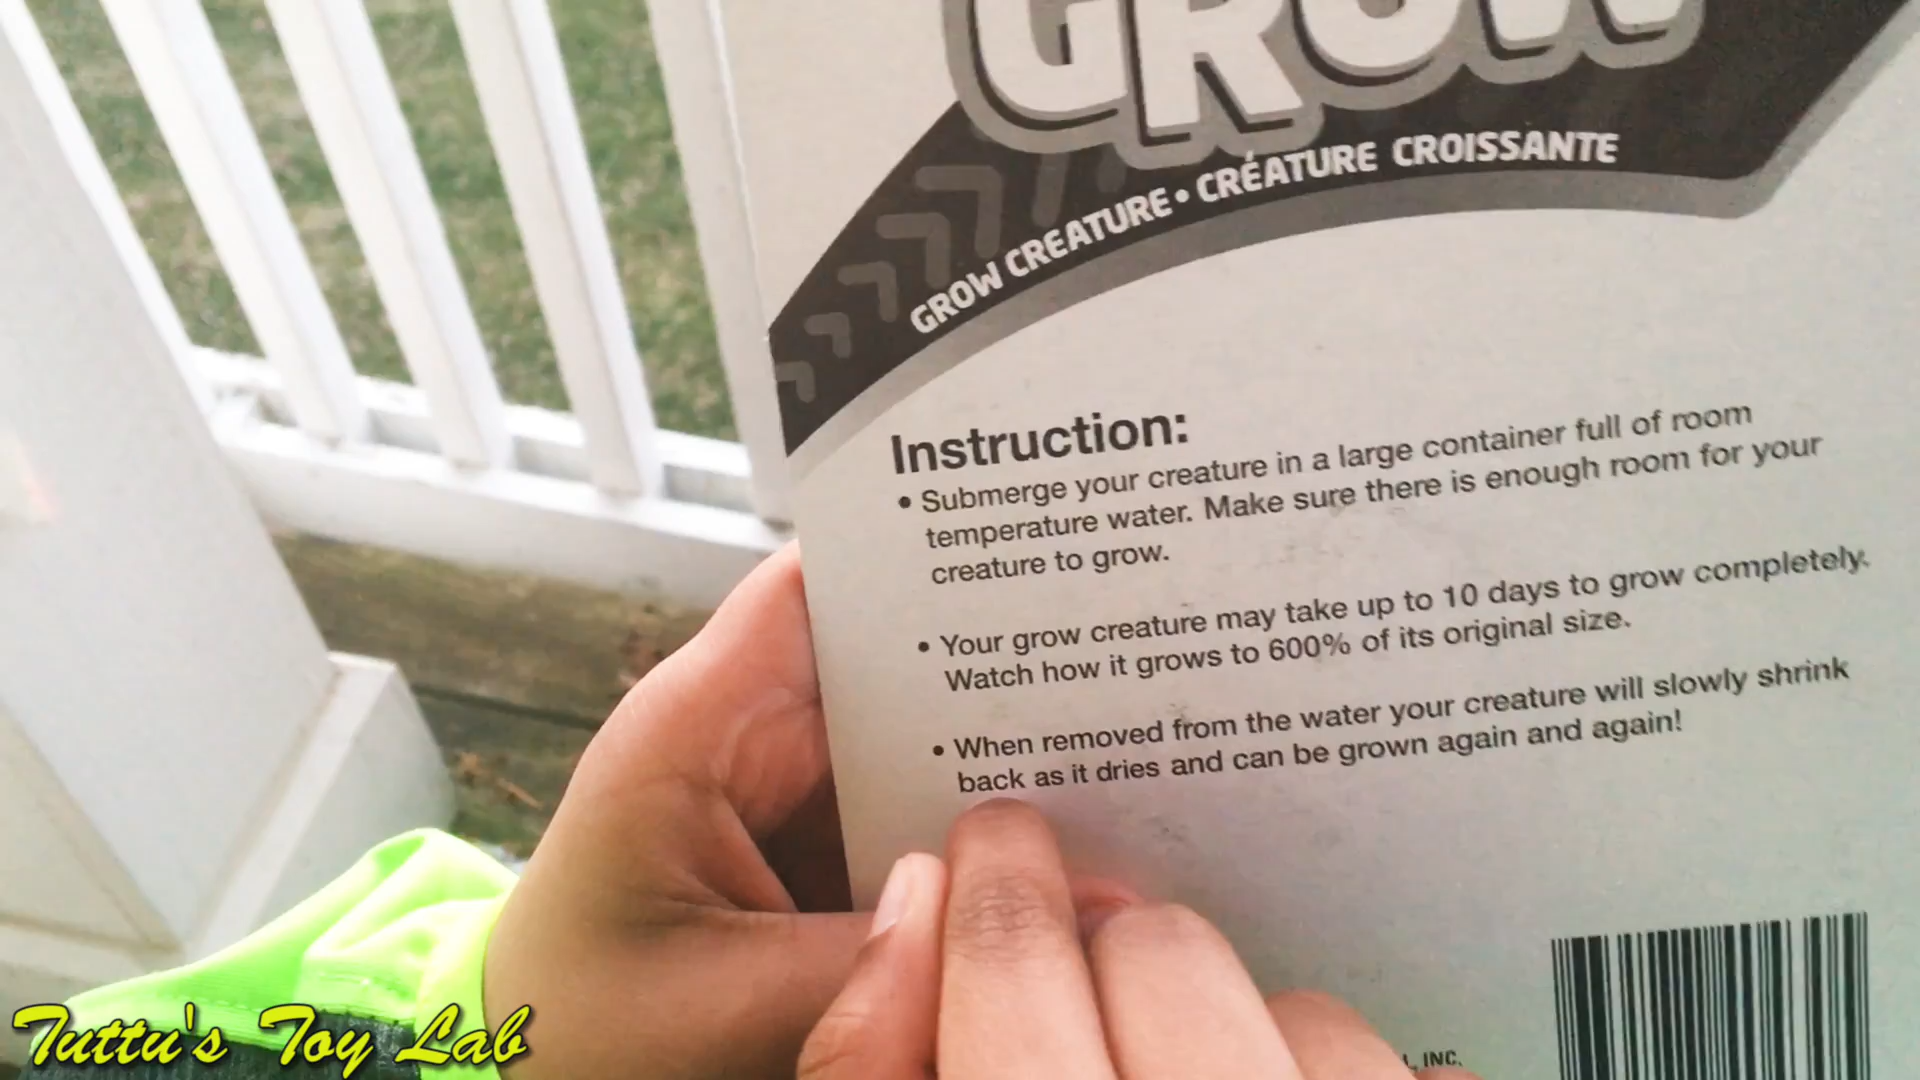 GROW
GROW CREATURE • CRÉATURE CROISSANTE
Instruction:
• Submerge your creature in a large container full of room
temperature water. Make sure there is enough room for your
creature to grow.
• Your grow creature may take up to 10 days to grow completely.
Watch how it grows to 600% of its original size.
• When removed from the water your creature will slowly shrink
back as it dries and can be grown again and again!
INC.
Tuttu's Toy Lab